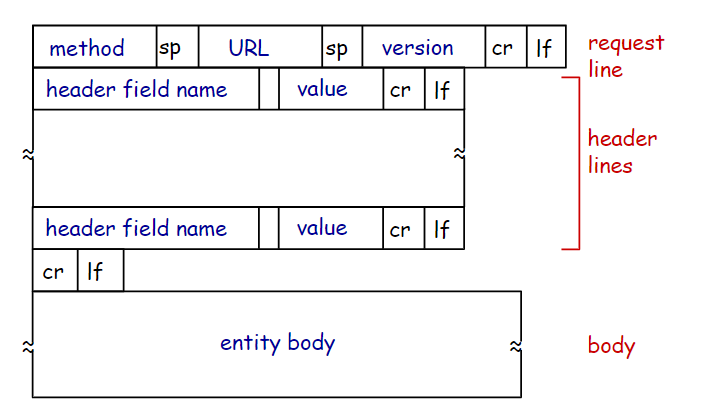 method sp URL sp version cr lf request
line
header field name value cr lf
header
lines
header field name value cr lf
cr lf
entity body body